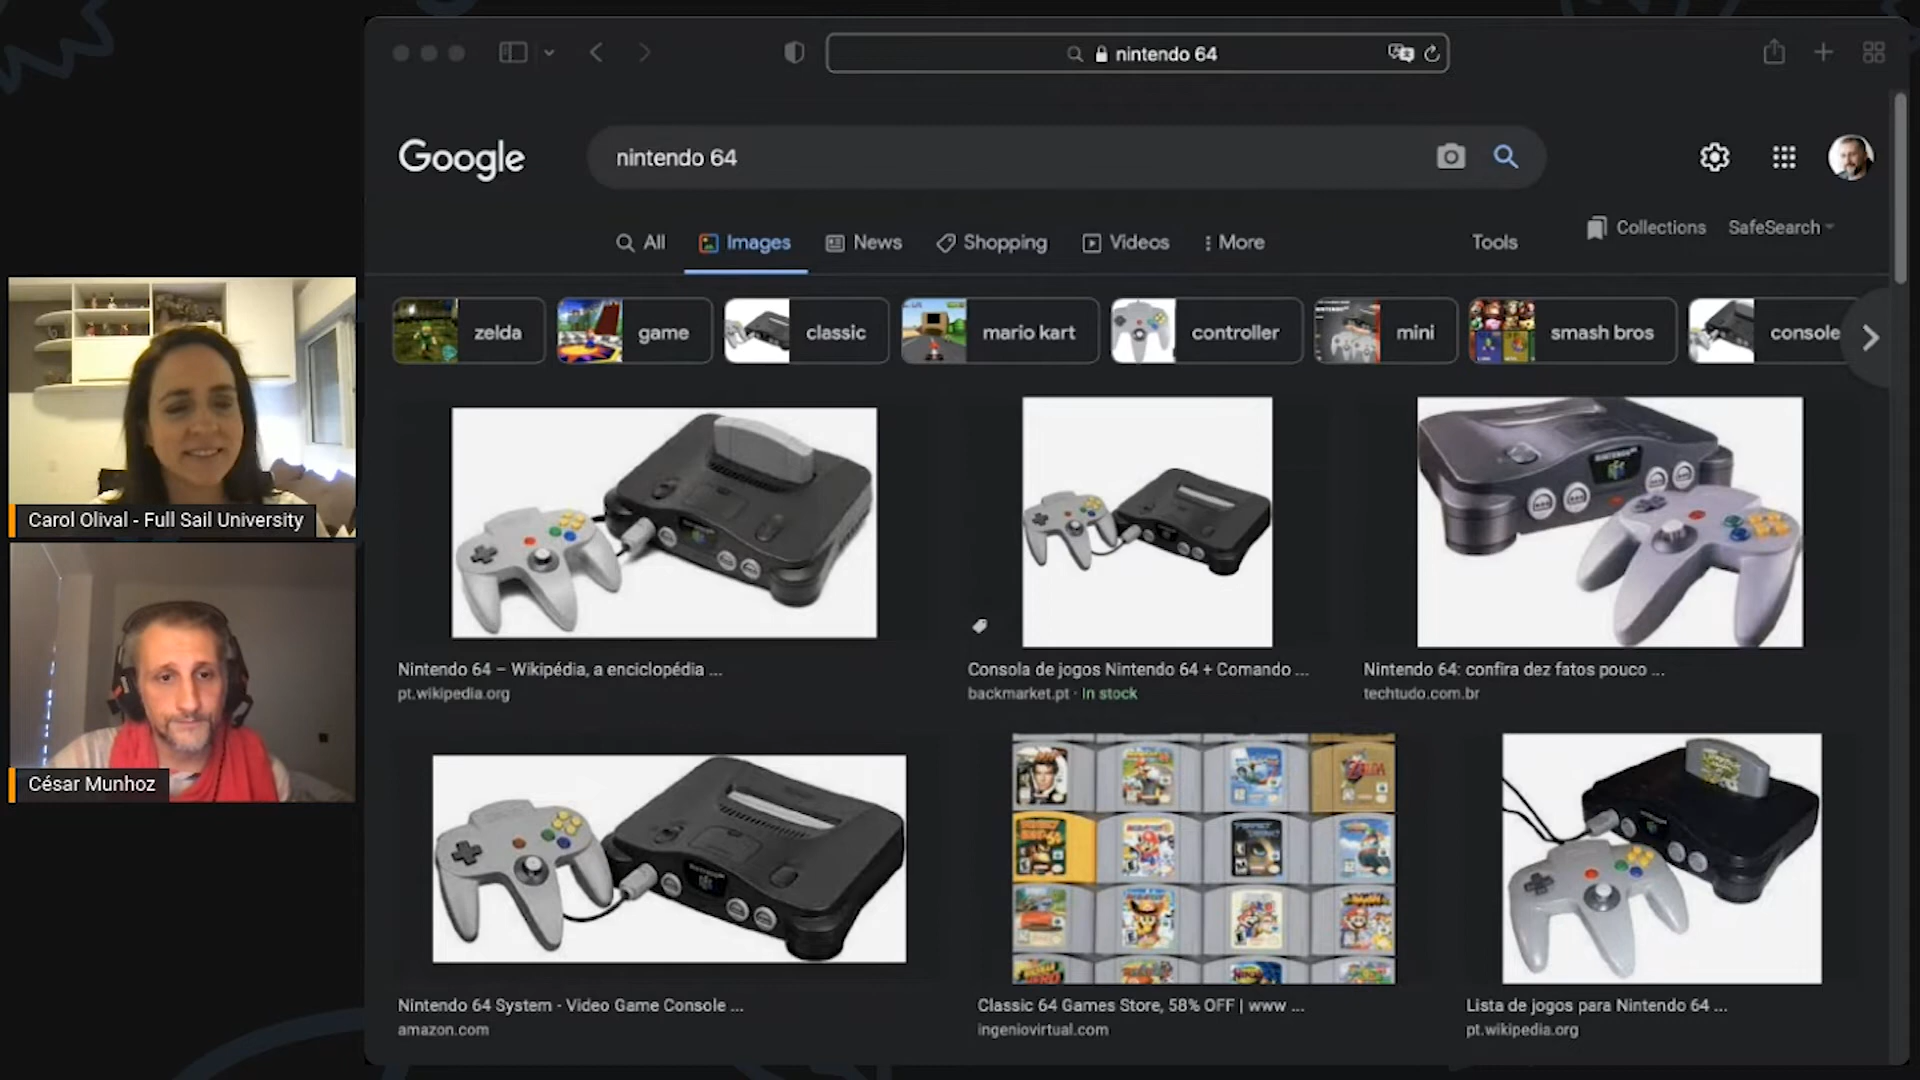 nintendo 64
Google
nintendo 64
All
Images
News
Shopping
Videos
More
Tools
Collections
SafeSearch
zelda
game
classic
mario kart
controller
mini
smash bros
console
Carol Olival - Full Sail University
César Munhoz
Nintendo 64 – Wikipédia, a enciclopédia ...
pt.wikipedia.org
Consola de jogos Nintendo 64 + Comando ...
backmarket.pt · In stock
Nintendo 64: confira dez fatos pouco ...
techtudo.com.br
Nintendo 64 System - Video Game Console ...
amazon.com
Classic 64 Games Store, 58% OFF | www ...
ingeniovirtual.com
Lista de jogos para Nintendo 64 ...
pt.wikipedia.org